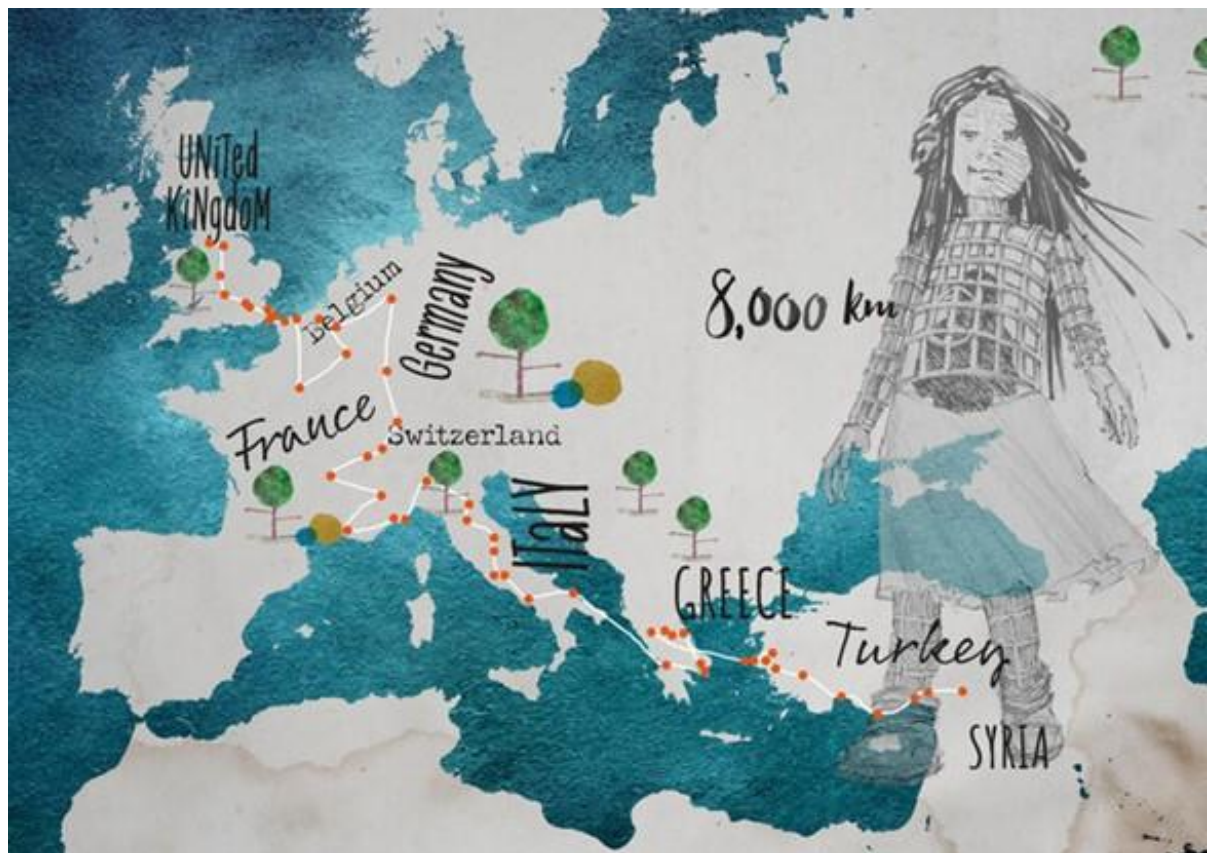 UNiTed
KiNgdoM
Belgium
Germany
8,000 km
France
Switzerland
ITaLY
GREECE
Turkey
SYRIA